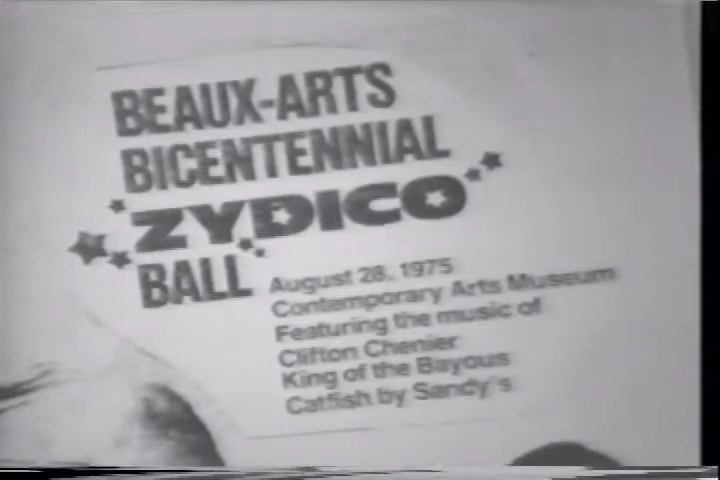 BEAUX-ARTS
BICENTENNIAL
ZYDICO
BALL
August 28, 1975
Contemporary Arts Museum
Featuring the music of
Clifton Chenier
King of the Bayous
Catfish by Sandy's